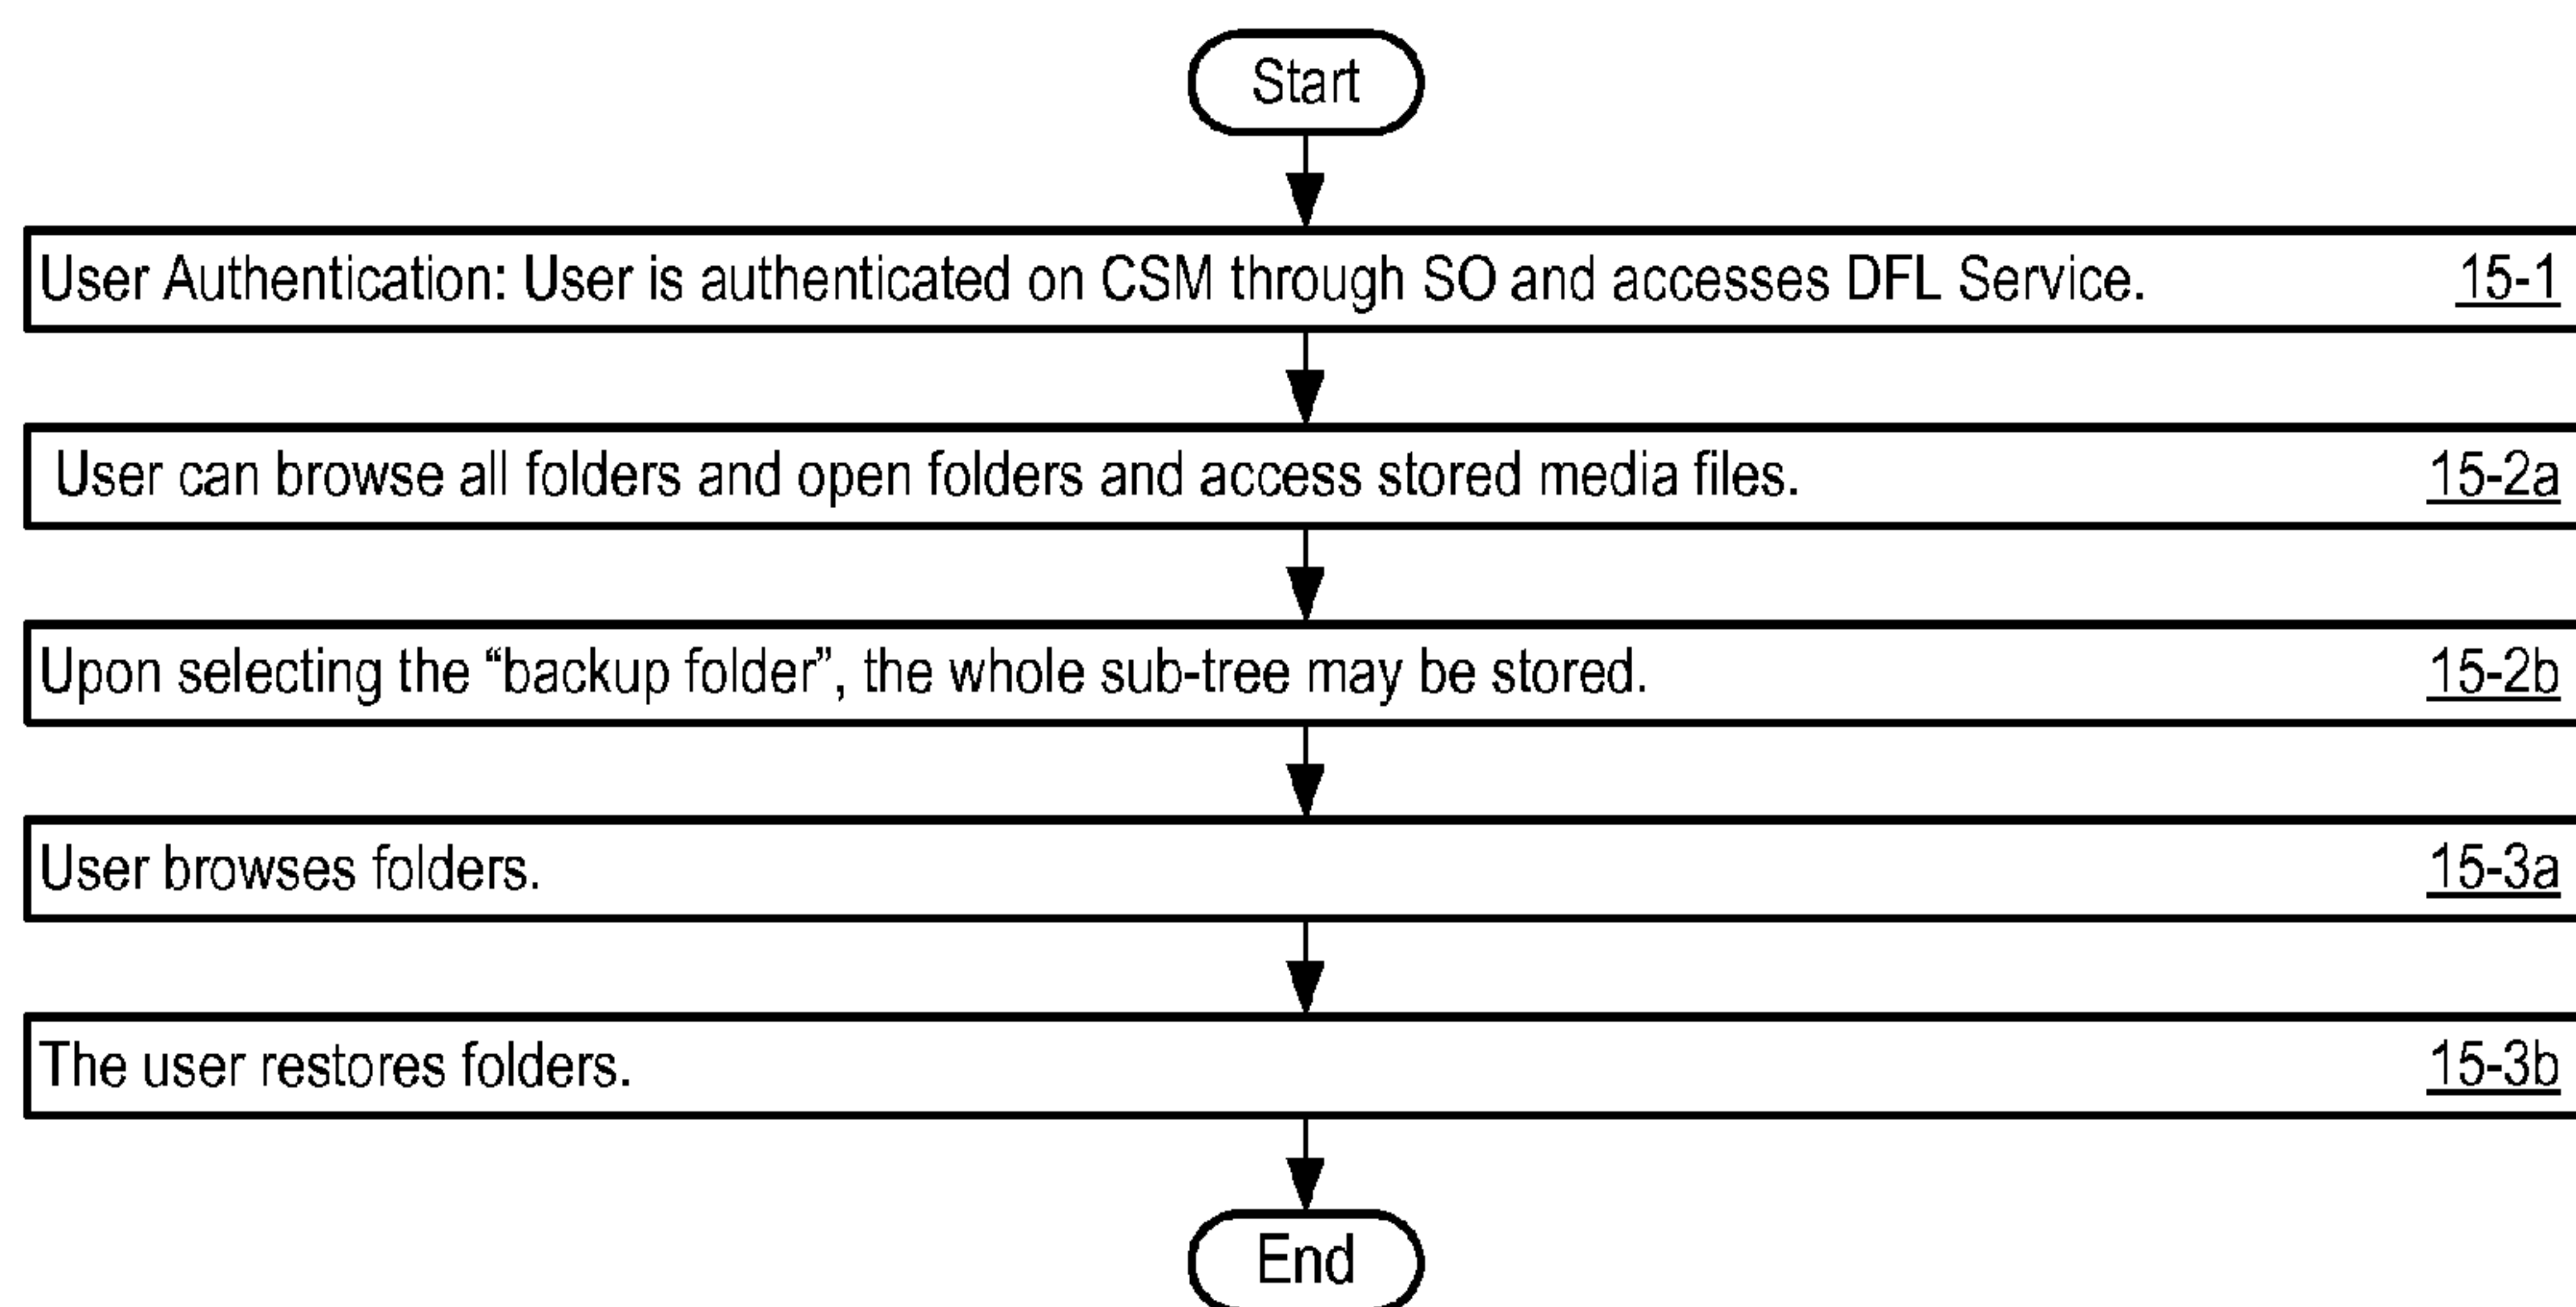 Start
User Authentication: User is authenticated on CSM through SO and accesses DFL Service. 15-1
User can browse all folders and open folders and access stored media files. 15-2a
Upon selecting the “backup folder”, the whole sub-tree may be stored. 15-2b
User browses folders. 15-3a
The user restores folders. 15-3b
End